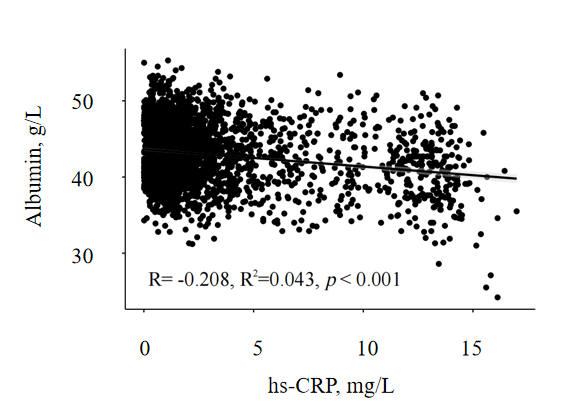 Albumin, g/L
50
40
30
R= -0.208, R²=0.043, p < 0.001
0 5 10 15
hs-CRP, mg/L